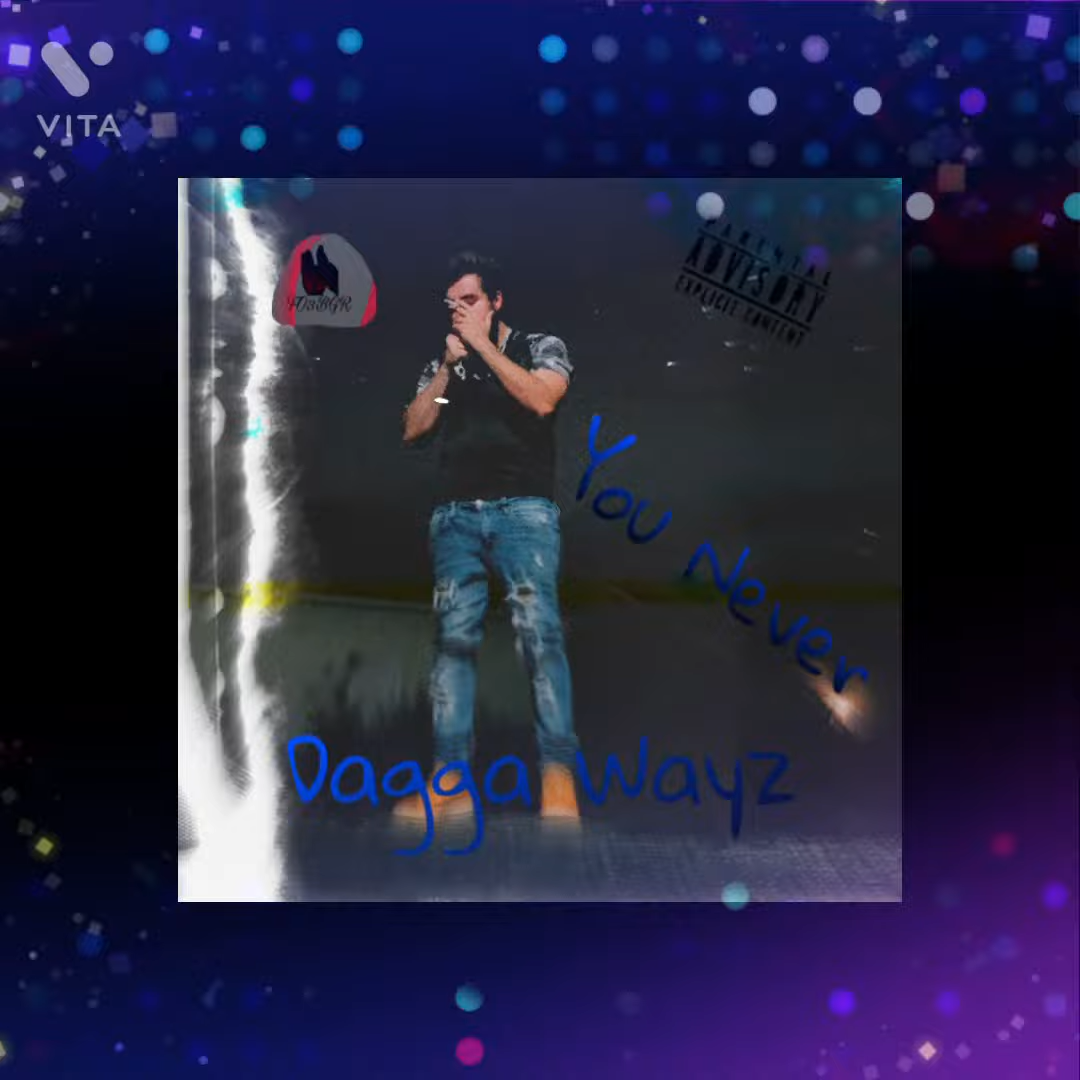 VITA
PARENTAL
ADVISORY
EXPLICIT CONTENT
You Never
Dagga Wayz